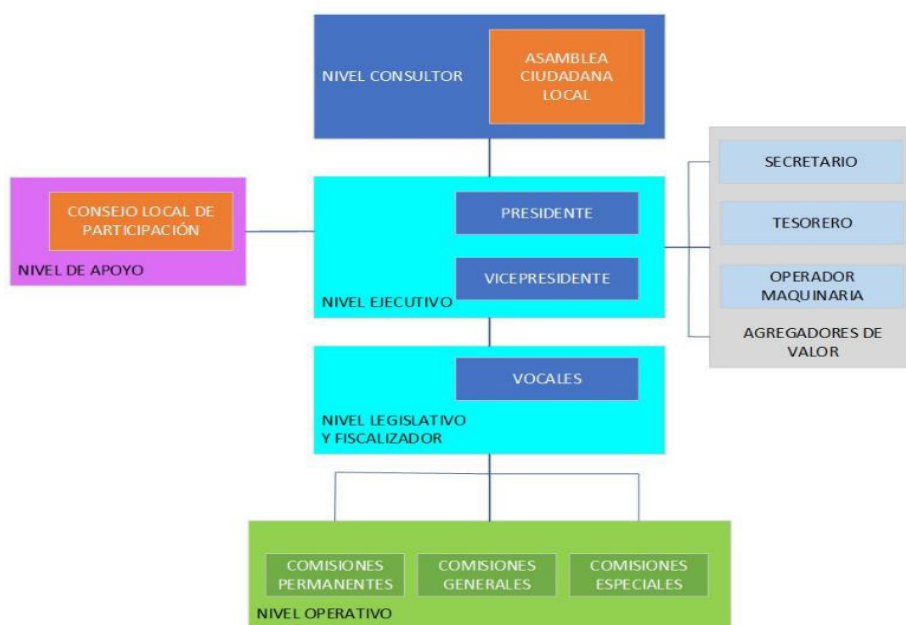 NIVEL CONSULTOR
ASAMBLEA
CIUDADANA
LOCAL
CONSEJO LOCAL DE
PARTICIPACIÓN
NIVEL DE APOYO
PRESIDENTE
VICEPRESIDENTE
NIVEL EJECUTIVO
SECRETARIO
TESORERO
OPERADOR
MAQUINARIA
AGREGADORES DE
VALOR
VOCALES
NIVEL LEGISLATIVO
Y FISCALIZADOR
COMISIONES
PERMANENTES
COMISIONES
GENERALES
COMISIONES
ESPECIALES
NIVEL OPERATIVO